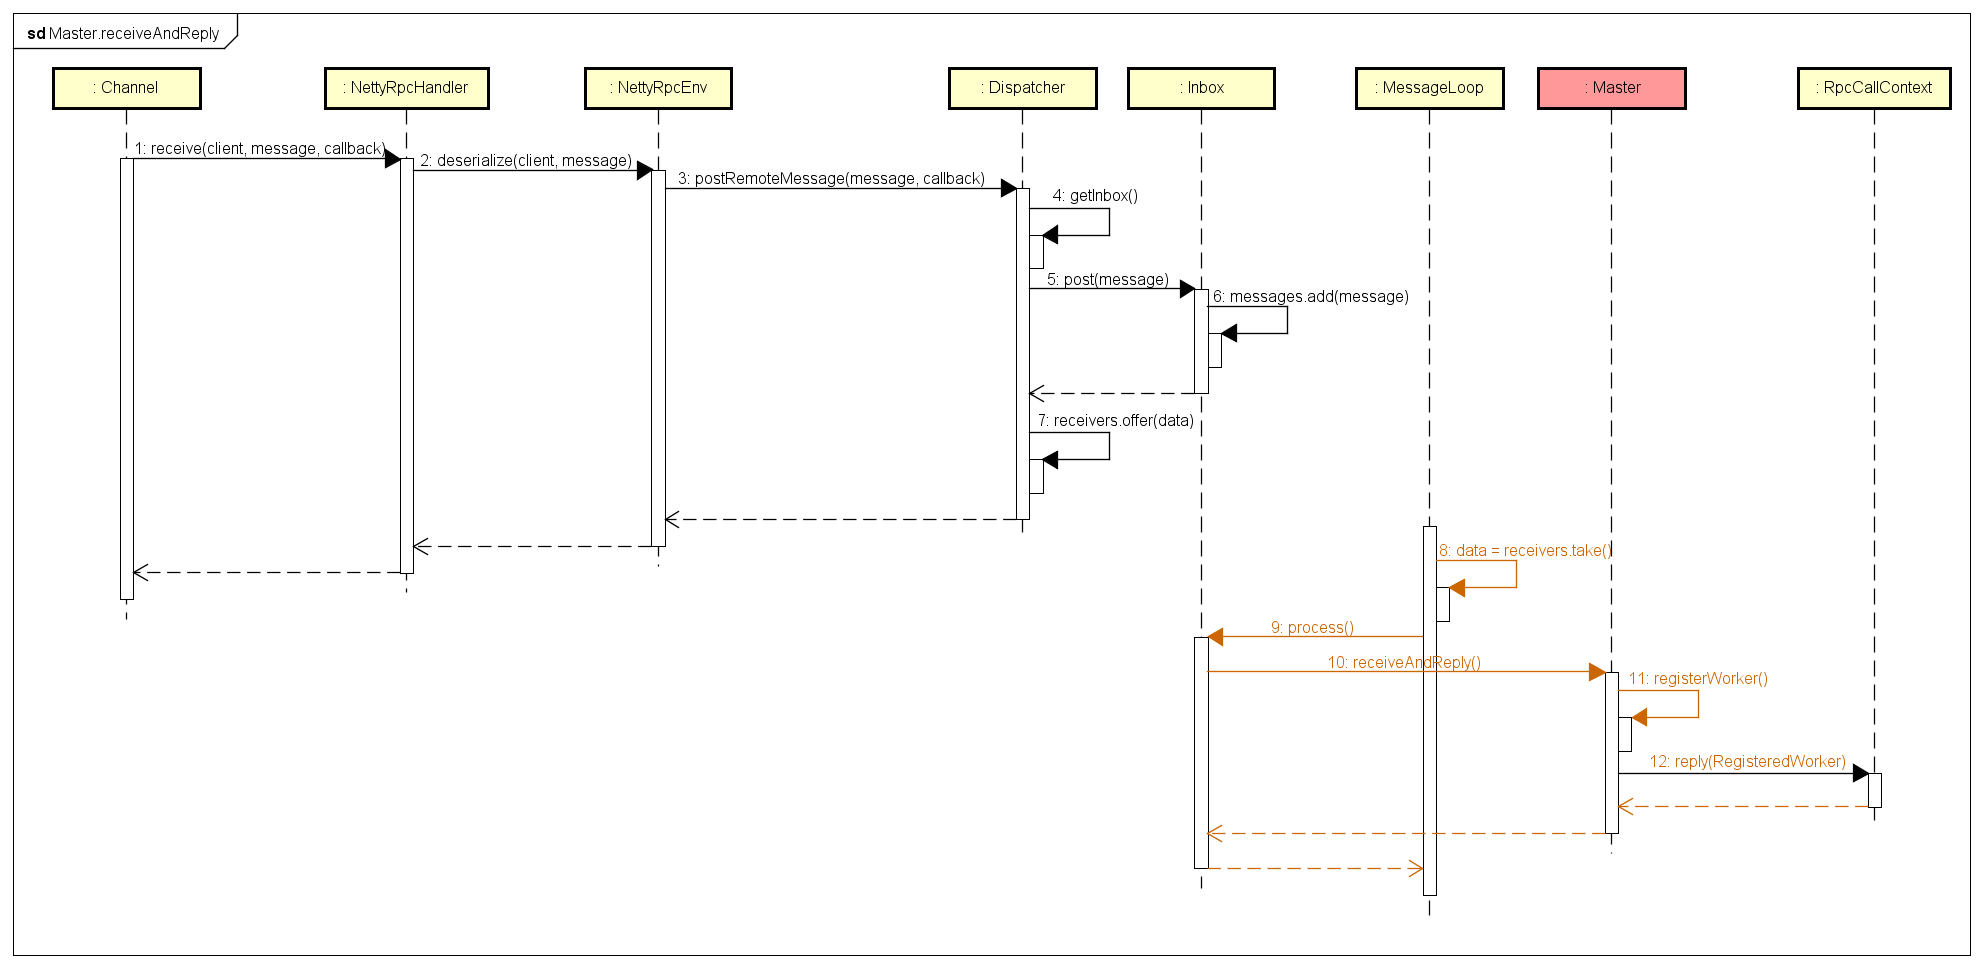 sd Master.receiveAndReply
: Channel
: NettyRpcHandler
: NettyRpcEnv
: Dispatcher
: Inbox
: MessageLoop
: Master
: RpcCallContext
1: receive(client, message, callback)
2: deserialize(client, message)
3: postRemoteMessage(message, callback)
4: getInbox()
5: post(message)
6: messages.add(message)
7: receivers.offer(data)
8: data = receivers.take()
9: process()
10: receiveAndReply()
11: registerWorker()
12: reply(RegisteredWorker)